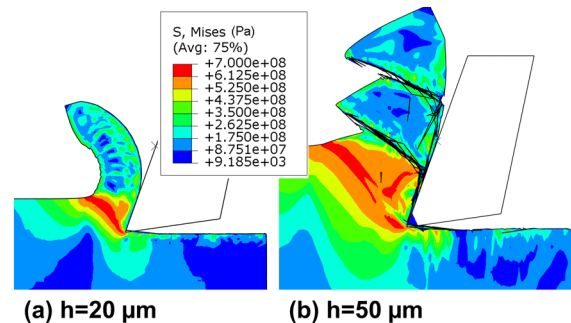 S, Mises (Pa)
(Avg: 75%)
+7.000e+08
+6.125e+08
+5.250e+08
+4.375e+08
+3.500e+08
+2.625e+08
+1.750e+08
+8.751e+07
+9.185e+03
(a) h=20 µm
(b) h=50 µm